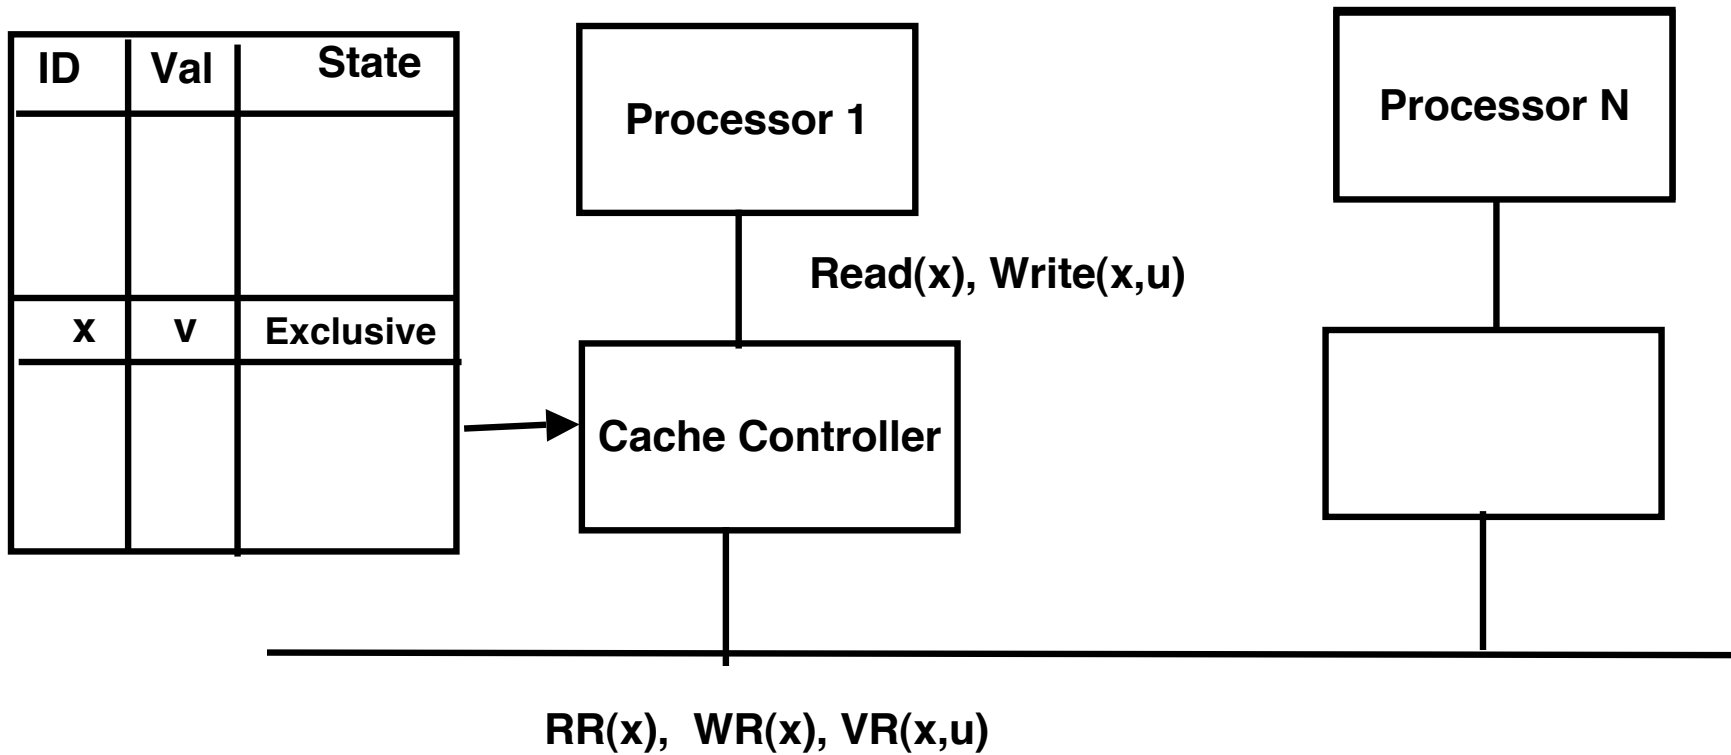 ID Val State
x v Exclusive
Processor 1
Processor N
Read(x), Write(x,u)
Cache Controller
RR(x), WR(x), VR(x,u)